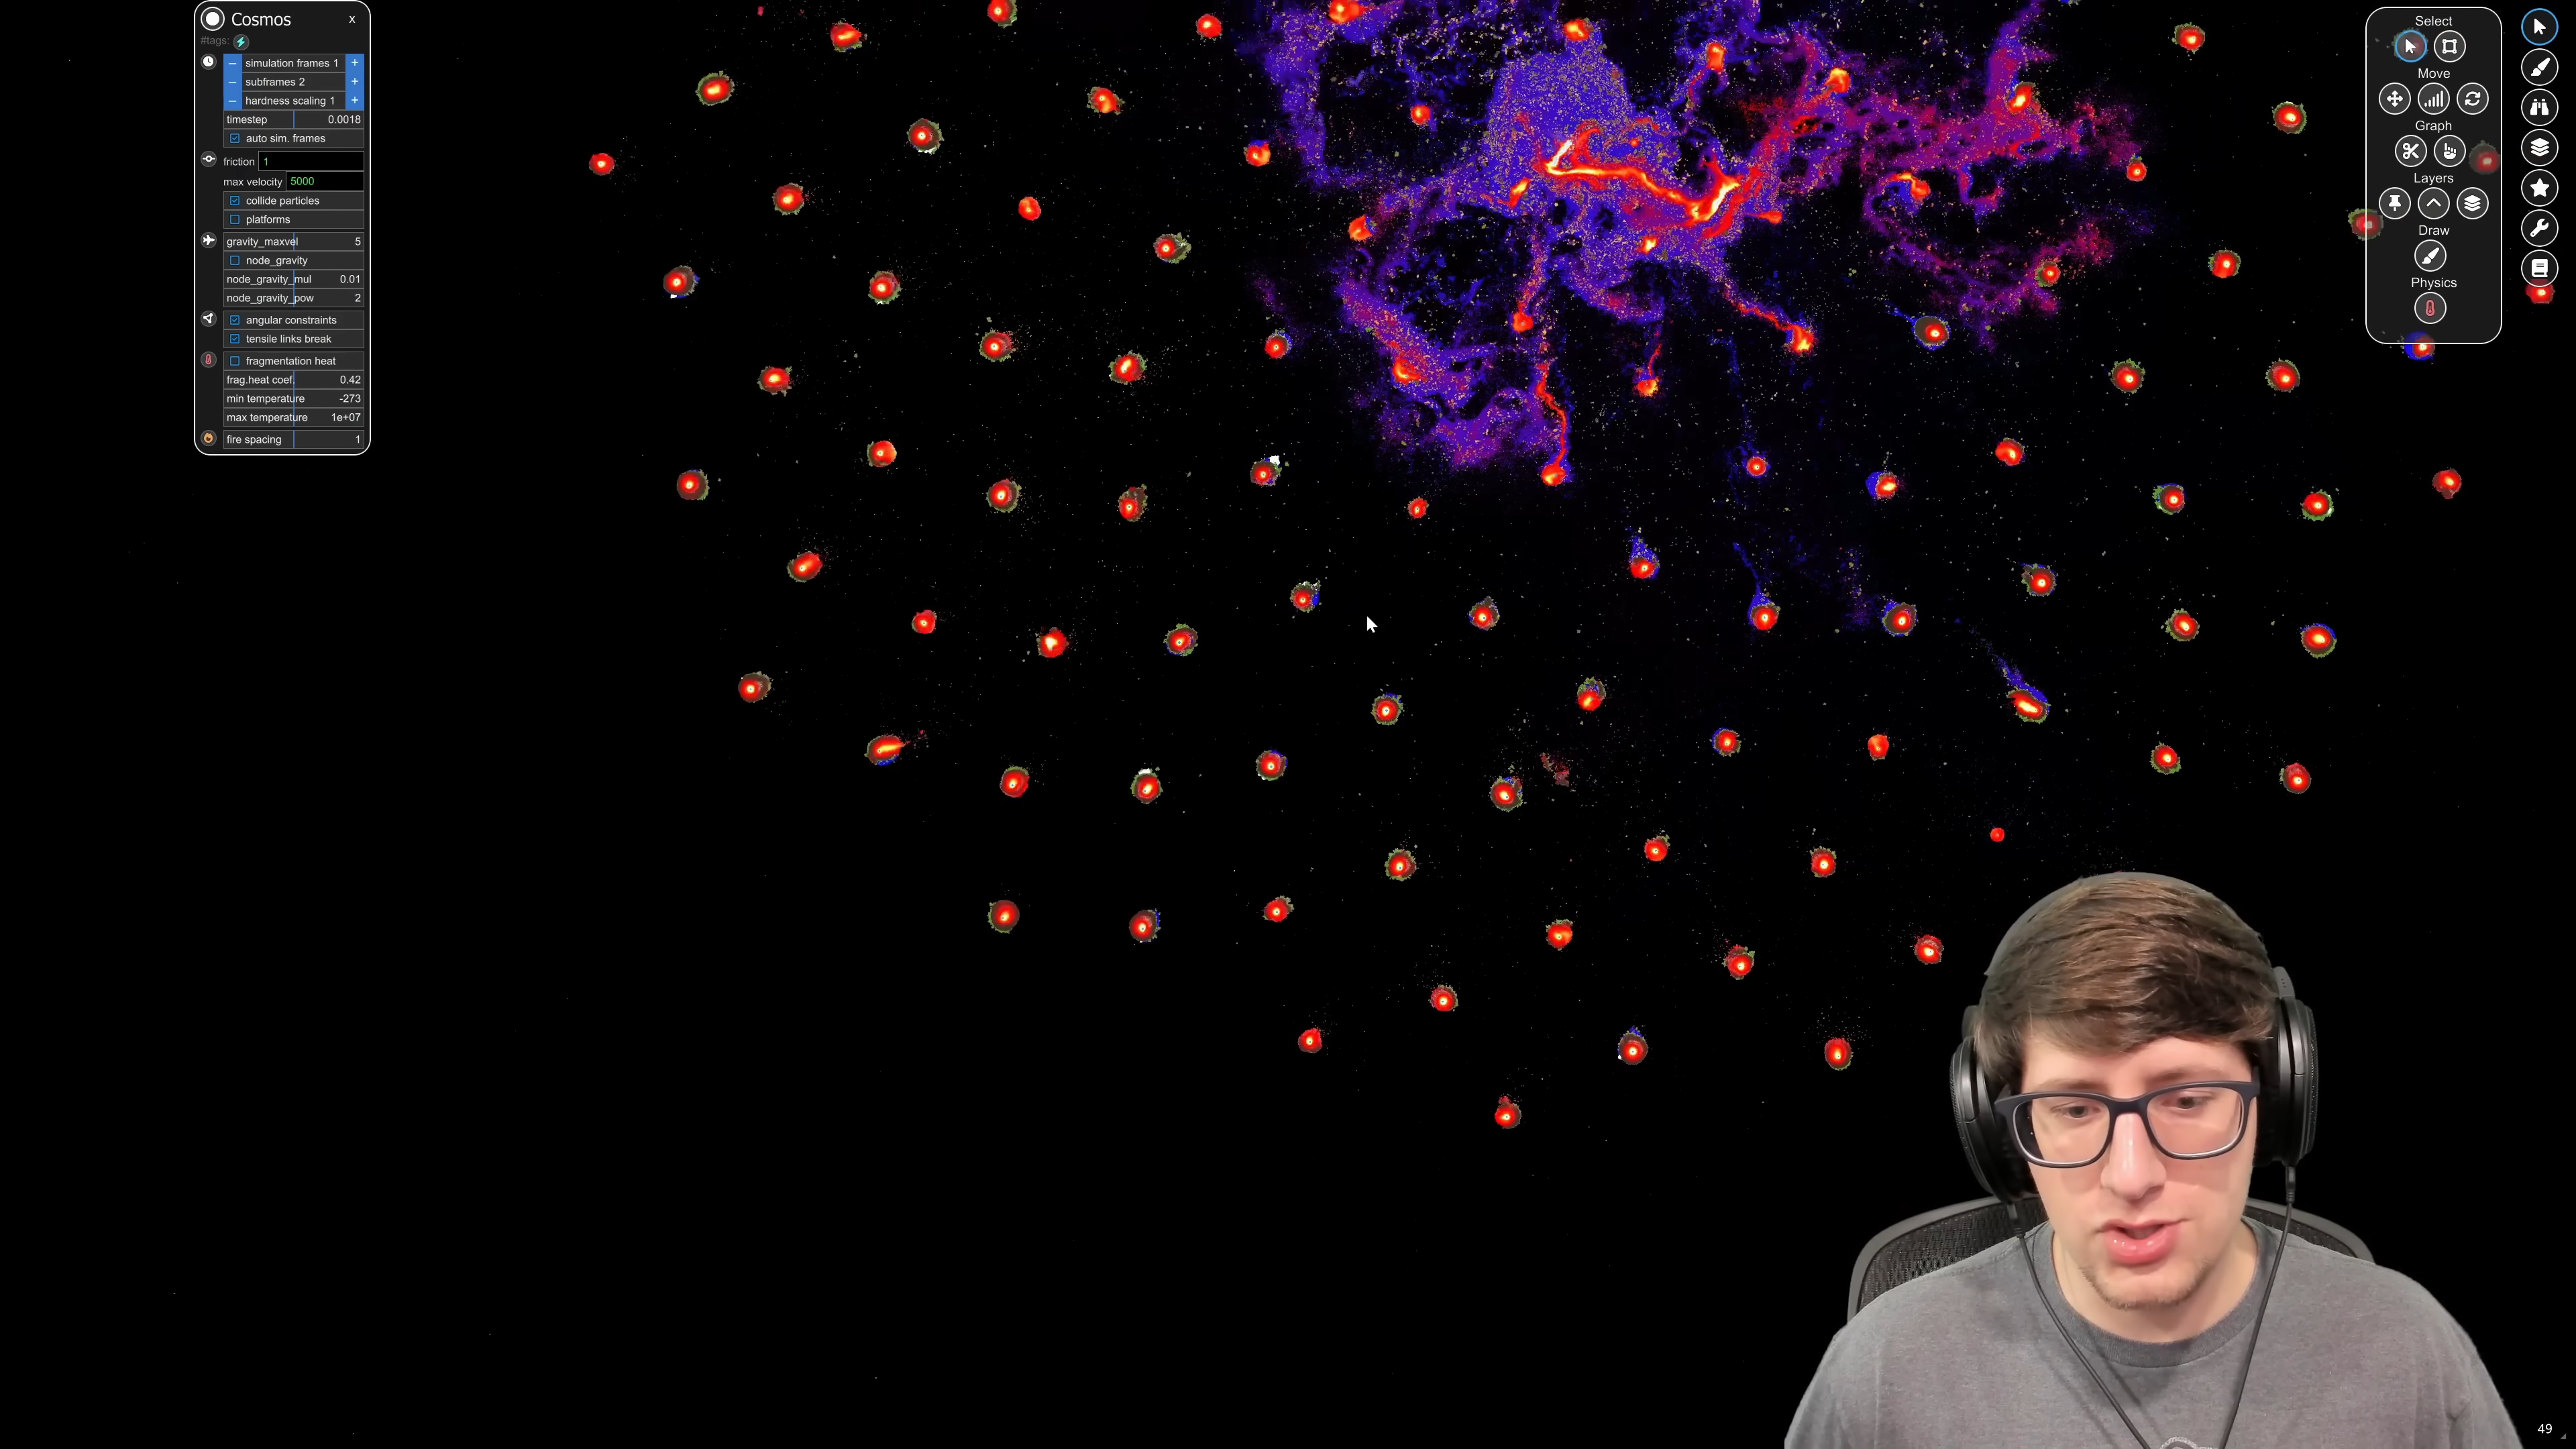 Cosmos x
#tags:
– simulation frames 1 +
– subframes 2 +
– hardness scaling 1 +
timestep 0.0018
auto sim. frames
friction 1
max velocity 5000
collide particles
platforms
gravity_maxvel 5
node_gravity
node_gravity_mul 0.01
node_gravity_pow 2
angular constraints
tensile links break
fragmentation heat
frag.heat coef. 0.42
min temperature -273
max temperature 1e+07
fire spacing 1
Select
Move
Graph
Layers
Draw
Physics
49